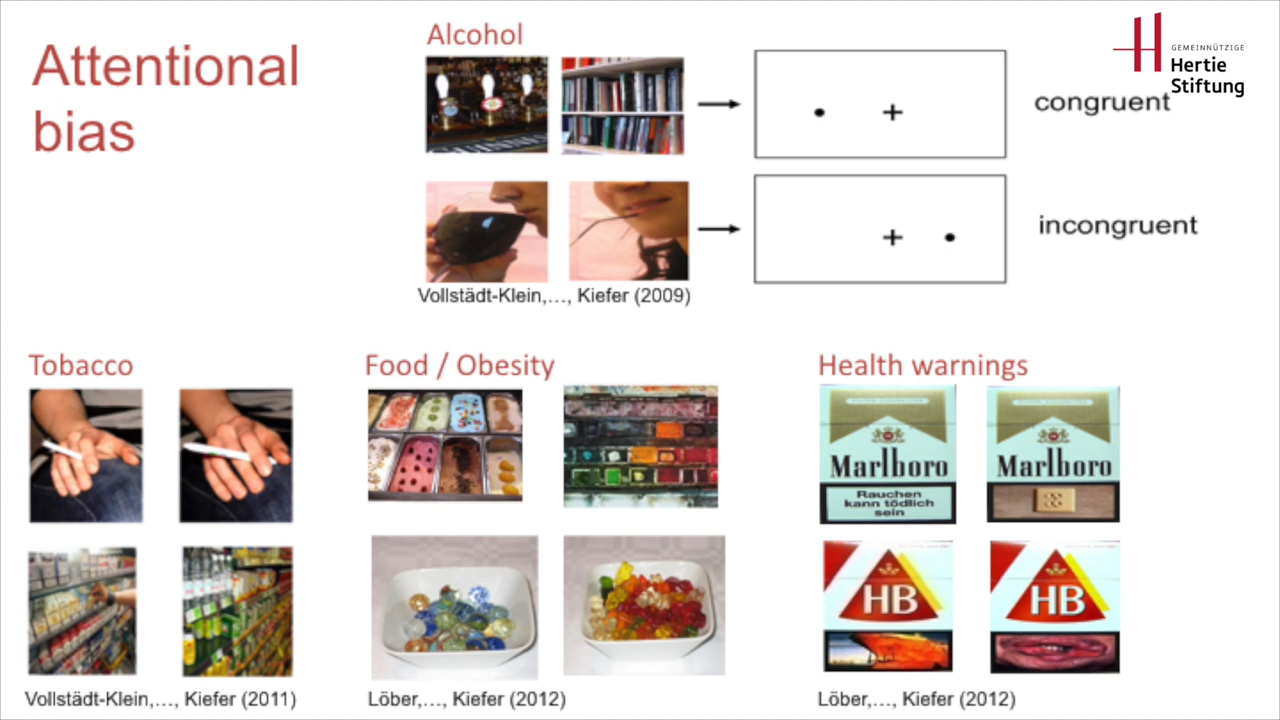 Attentional
bias
Alcohol
GEMEINNÜTZIGE
Hertie
Stiftung
congruent
incongruent
Vollstädt-Klein,…, Kiefer (2009)
Tobacco
Food / Obesity
Health warnings
Marlboro
Rauchen
kann tödlich
sein
Marlboro
HB
HB
Vollstädt-Klein,…, Kiefer (2011)
Löber,…, Kiefer (2012)
Löber,…, Kiefer (2012)